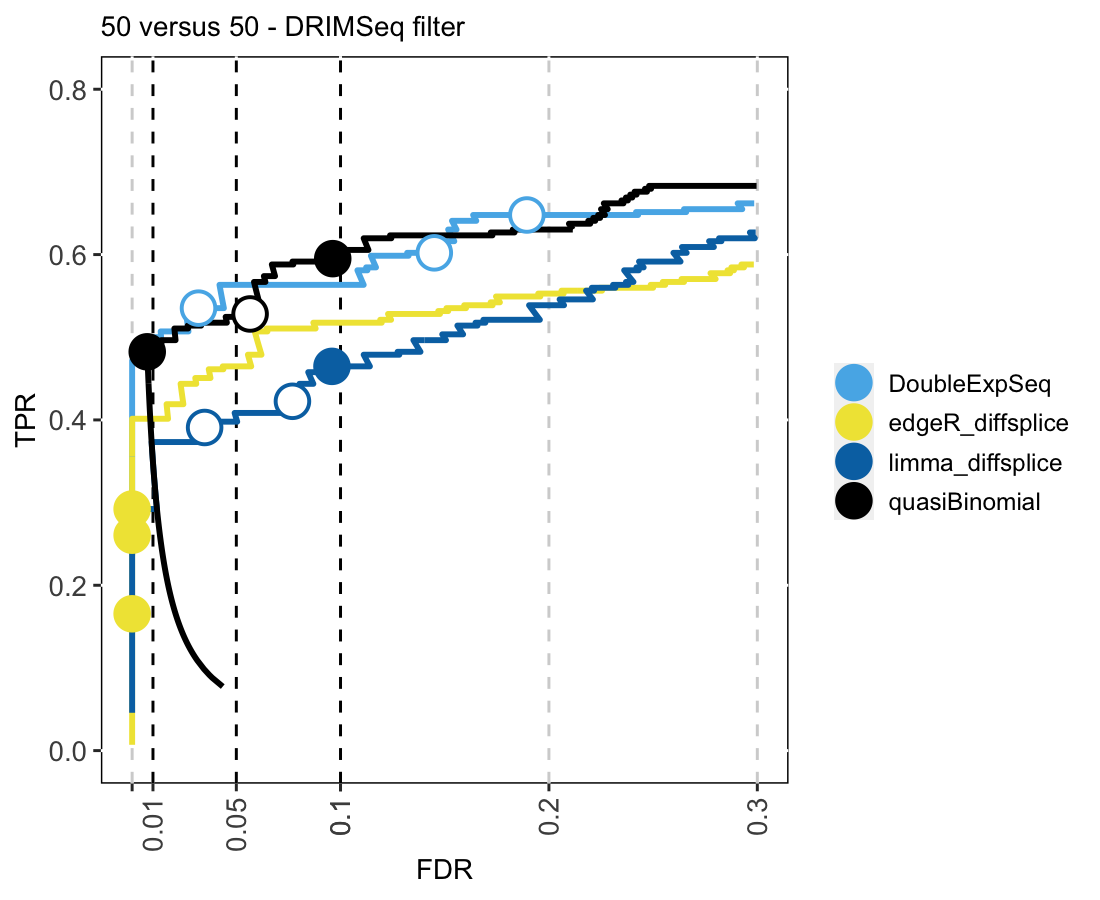 50 versus 50 - DRIMSeq filter
TPR
0.8
0.6
0.4
0.2
0.0
0.01
0.05
0.1
0.2
0.3
FDR
DoubleExpSeq
edgeR_diffsplice
limma_diffsplice
quasiBinomial